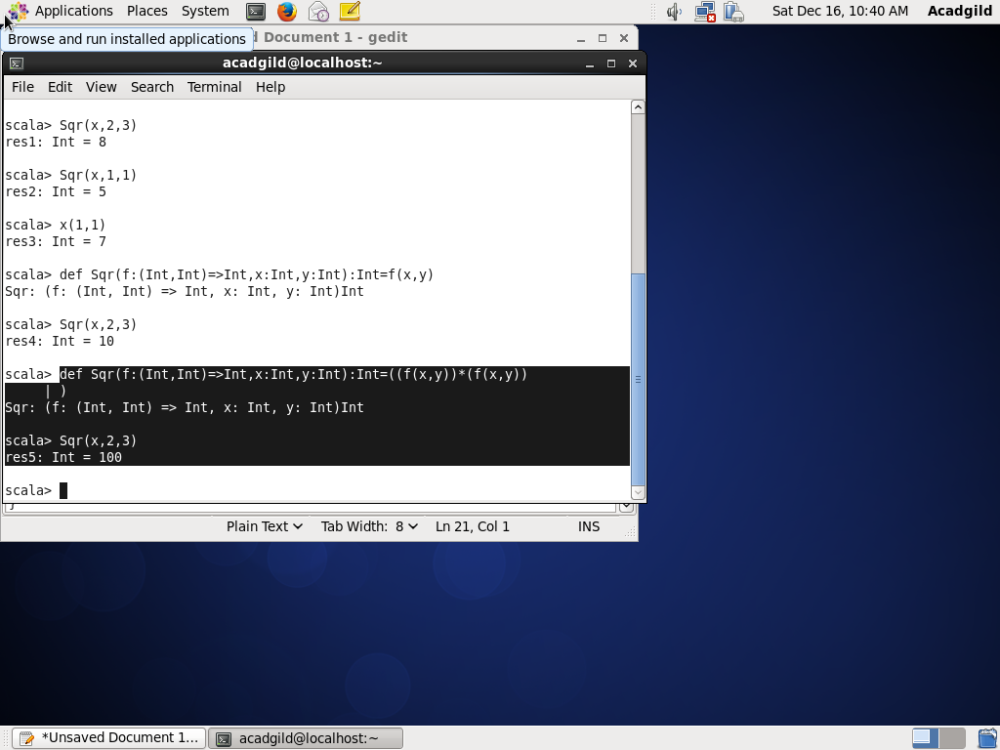 Applications Places System Sat Dec 16, 10:40 AM Acadgild
Browse and run installed applications
d Document 1 - gedit
acadgild@localhost:~
File Edit View Search Terminal Help
scala> Sqr(x,2,3)
res1: Int = 8
scala> Sqr(x,1,1)
res2: Int = 5
scala> x(1,1)
res3: Int = 7
scala> def Sqr(f:(Int,Int)=>Int,x:Int,y:Int):Int=f(x,y)
Sqr: (f: (Int, Int) => Int, x: Int, y: Int)Int
scala> Sqr(x,2,3)
res4: Int = 10
scala> def Sqr(f:(Int,Int)=>Int,x:Int,y:Int):Int=((f(x,y))*(f(x,y))
| )
Sqr: (f: (Int, Int) => Int, x: Int, y: Int)Int
scala> Sqr(x,2,3)
res5: Int = 100
scala>
Plain Text Tab Width: 8 Ln 21, Col 1 INS
*Unsaved Document 1... acadgild@localhost:~